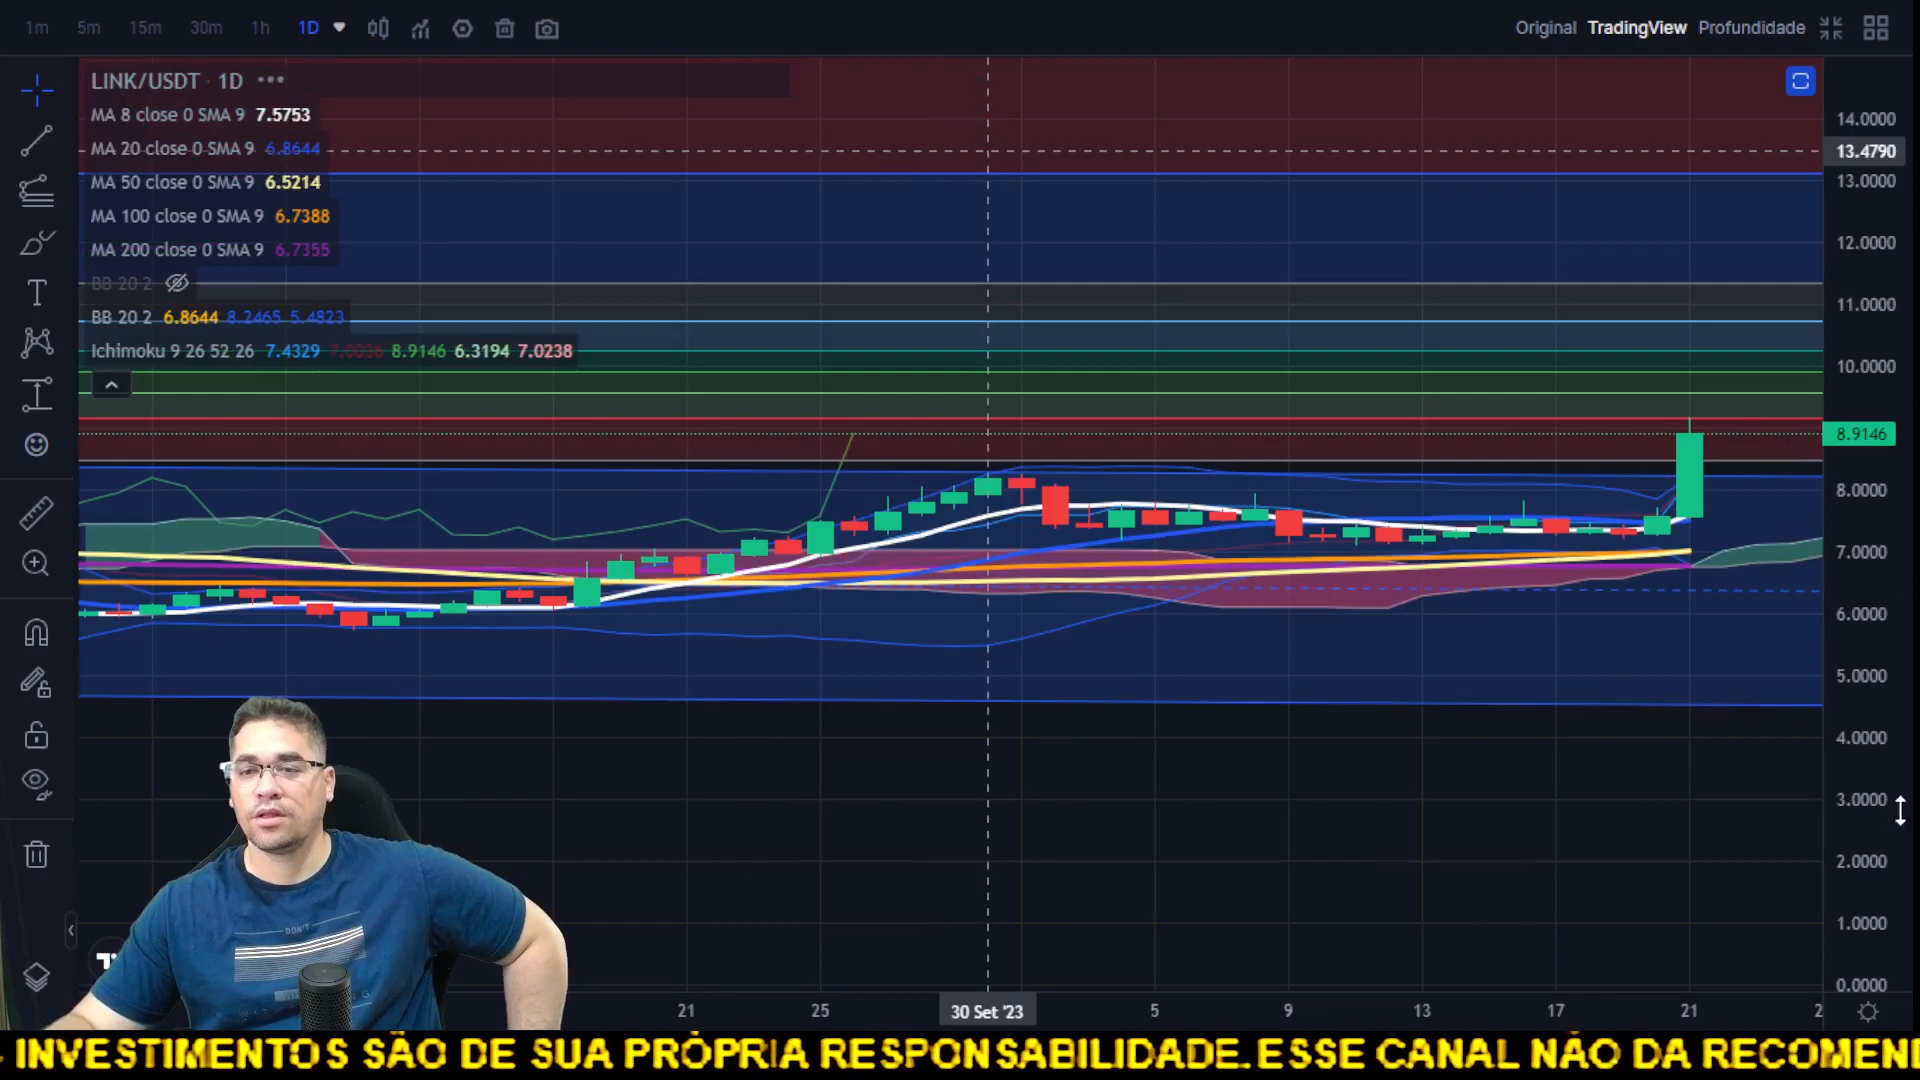 1m 5m 15m 30m 1h 1D
Original TradingView Profundidade
LINK/USDT · 1D
MA 8 close 0 SMA 9 7.5753
MA 20 close 0 SMA 9 6.8644
MA 50 close 0 SMA 9 6.5214
MA 100 close 0 SMA 9 6.7388
MA 200 close 0 SMA 9 6.7355
BB 20 2
BB 20 2 6.8644 8.2465 5.4823
Ichimoku 9 26 52 26 7.4329 7.0036 8.9146 6.3194 7.0238
14.0000
13.4790
13.0000
12.0000
11.0000
10.0000
8.9146
8.0000
7.0000
6.0000
5.0000
4.0000
3.0000
2.0000
1.0000
0.0000
DON'T
21 25 30 Set '23 5 9 13 17 21
INVESTIMENTOS SÃO DE SUA PRÓPRIA RESPONSABILIDADE. ESSE CANAL NÃO DA RECOMEN